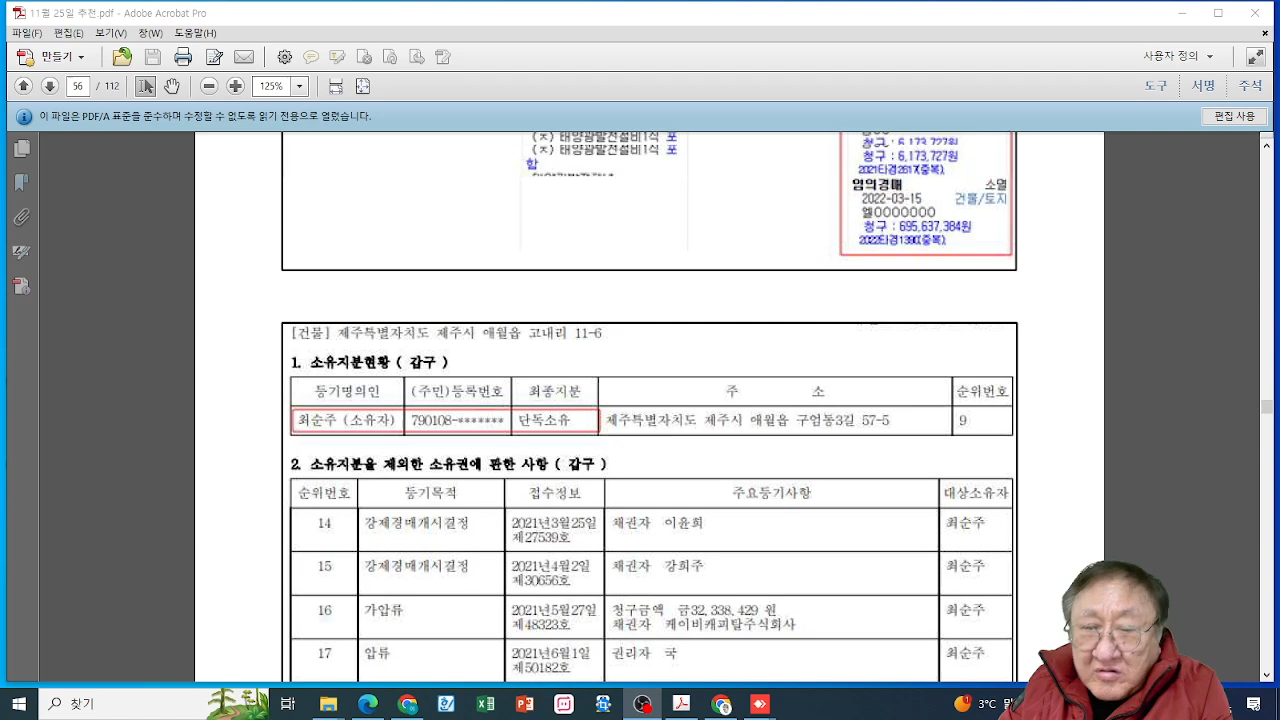 11월 25일 추천.pdf - Adobe Acrobat Pro
파일(F) 편집(E) 보기(V) 창(W) 도움말(H)
만들기 사용자 정의
56 / 112 125% 도구 서명 주석
이 파일은 PDF/A 표준을 준수하며 수정할 수 없도록 읽기 전용으로 열렸습니다. 편집 사용
(ㅈ) 태양광발전설비1식 포
함
청구 : 6,173,727원
2021타경2617(중복),
임의경매 소멸
2022-03-15 건물/토지
엘0000000
청구 : 695,637,384원
2022타경1390(중복),
[건물] 제주특별자치도 제주시 애월읍 고내리 11-6
1. 소유지분현황 ( 갑구 )
등기명의인 (주민)등록번호 최종지분 주 소 순위번호
최순주 (소유자) 790108-******* 단독소유 제주특별자치도 제주시 애월읍 구엄동3길 57-5 9
2. 소유지분을 제외한 소유권에 관한 사항 ( 갑구 )
순위번호 등기목적 접수정보 주요등기사항 대상소유자
14 강제경매개시결정 2021년3월25일 채권자 이윤희 최순주
제27539호
15 강제경매개시결정 2021년4월2일 채권자 강희주 최순주
제30656호
16 가압류 2021년5월27일 청구금액 금32,338,429 원 최순주
제48323호 채권자 케이비캐피탈주식회사
17 압류 2021년6월1일 권리자 국 최순주
제50182호
찾기 3℃